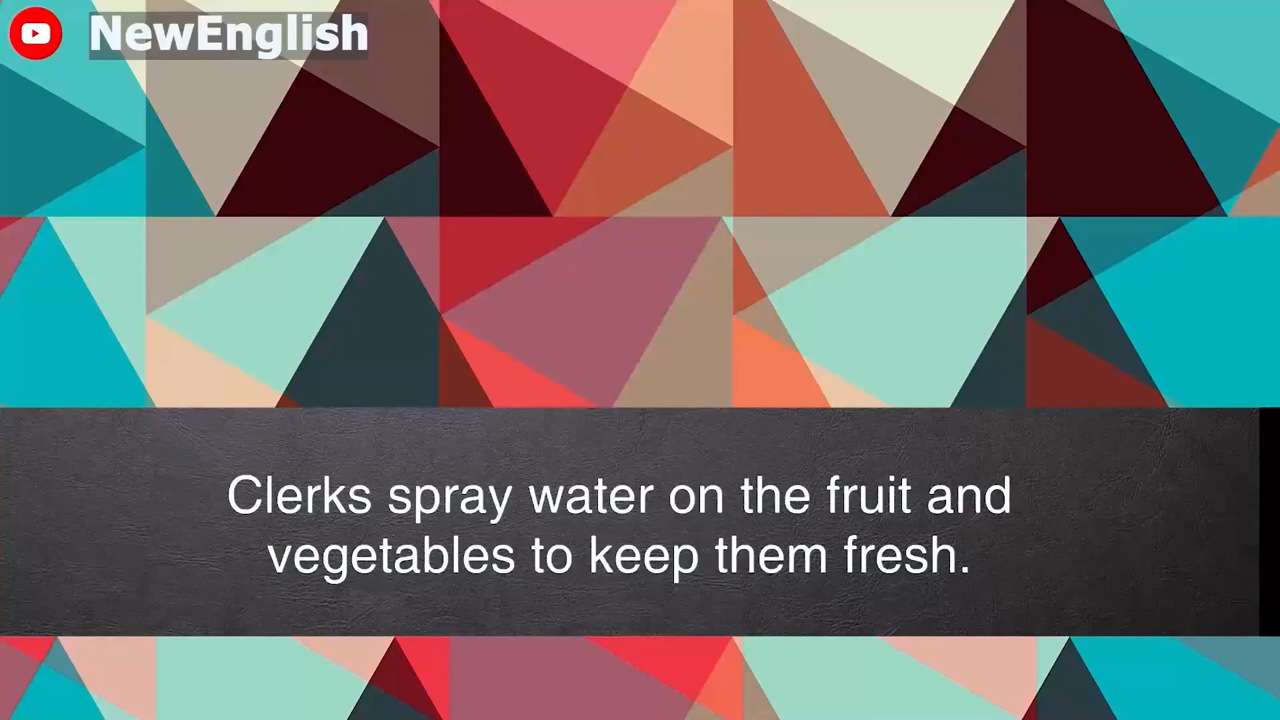 NewEnglish
Clerks spray water on the fruit and
vegetables to keep them fresh.